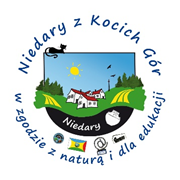 Niedary z Kocich Gór
Niedary
w zgodzie z naturą i dla edukacji